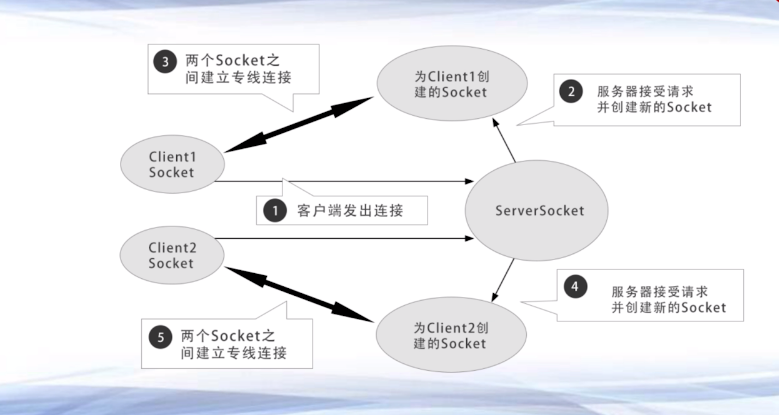 3 两个Socket之
间建立专线连接
为Client1创
建的Socket
2 服务器接受请求
并创建新的Socket
Client1
Socket
1 客户端发出连接
ServerSocket
Client2
Socket
4 服务器接受请求
并创建新的Socket
5 两个Socket之
间建立专线连接
为Client2创
建的Socket